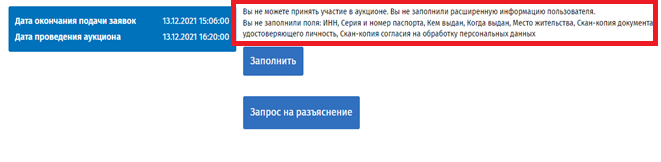 Дата окончания подачи заявок 13.12.2021 15:06:00
Дата проведения аукциона 13.12.2021 16:20:00
Вы не можете принять участие в аукционе. Вы не заполнили расширенную информацию пользователя.
Вы не заполнили поля: ИНН, Серия и номер паспорта, Кем выдан, Когда выдан, Место жительства, Скан-копия документа
удостоверяющего личность, Скан-копия согласия на обработку персональных данных
Заполнить
Запрос на разъяснение